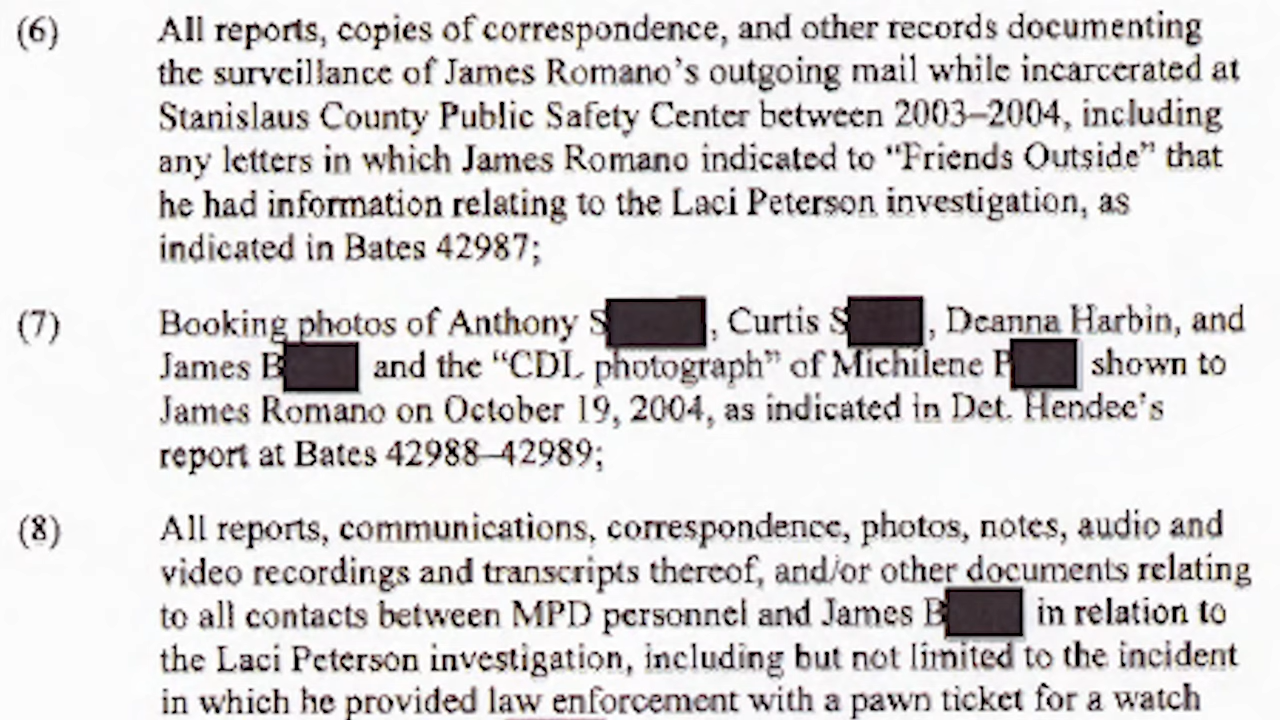 (6) All reports, copies of correspondence, and other records documenting
the surveillance of James Romano's outgoing mail while incarcerated at
Stanislaus County Public Safety Center between 2003–2004, including
any letters in which James Romano indicated to “Friends Outside” that
he had information relating to the Laci Peterson investigation, as
indicated in Bates 42987;
(7) Booking photos of Anthony S , Curtis S , Deanna Harbin, and
James B and the “CDL photograph” of Michilene P shown to
James Romano on October 19, 2004, as indicated in Det. Hendee's
report at Bates 42988–42989;
(8) All reports, communications, correspondence, photos, notes, audio and
video recordings and transcripts thereof, and/or other documents relating
to all contacts between MPD personnel and James B in relation to
the Laci Peterson investigation, including but not limited to the incident
in which he provided law enforcement with a pawn ticket for a watch